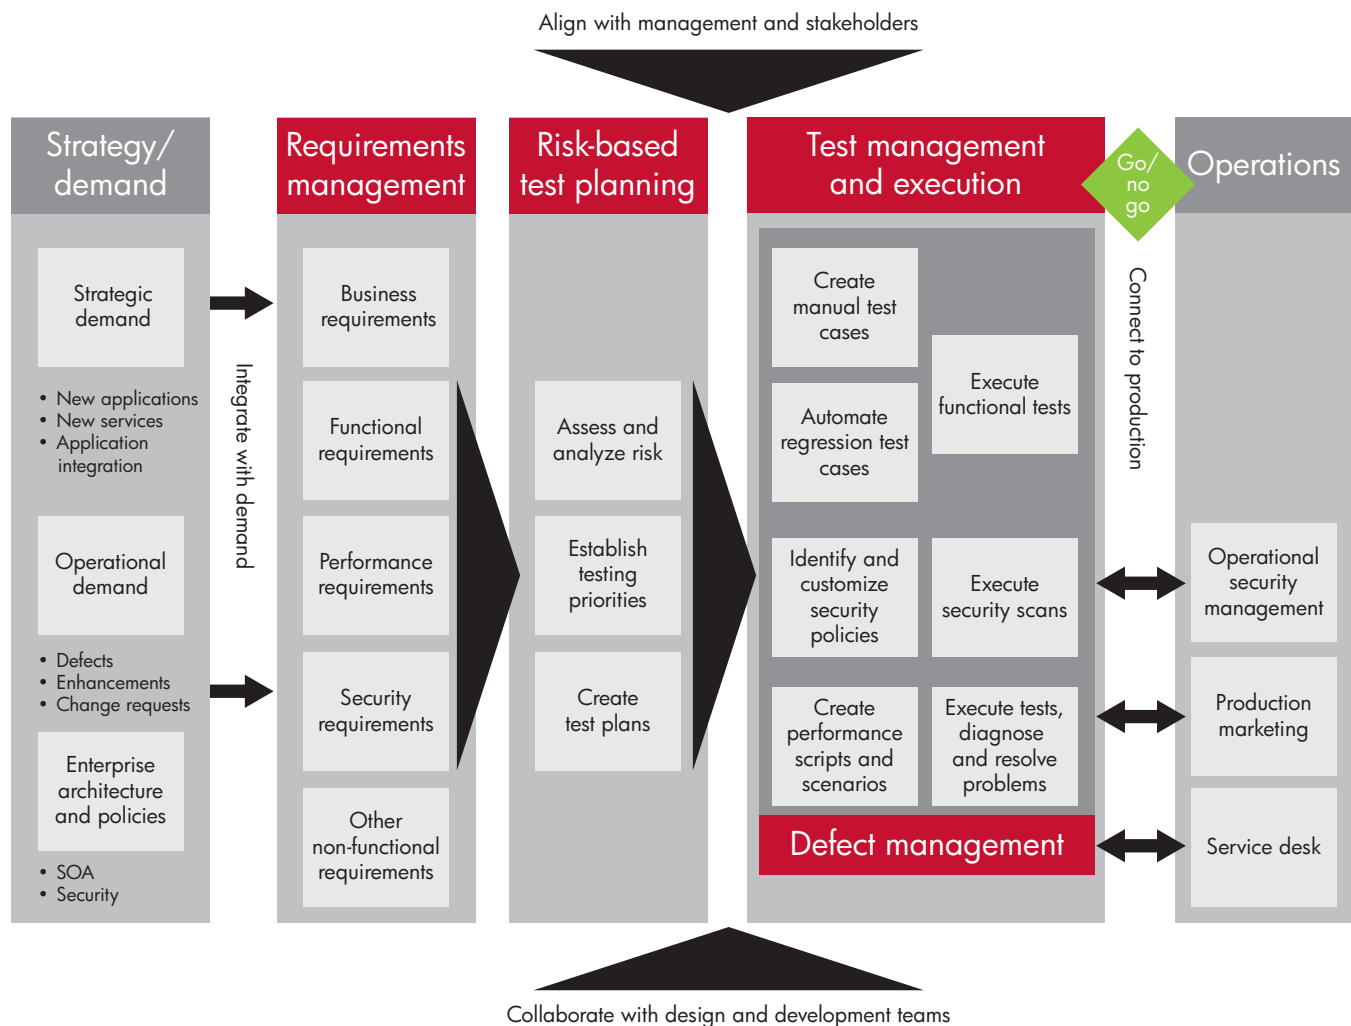 Align with management and stakeholders
Strategy/
demand
Strategic
demand
• New applications
• New services
• Application
integration
Operational
demand
• Defects
• Enhancements
• Change requests
Enterprise
architecture
and policies
• SOA
• Security
Integrate with demand
Requirements
management
Business
requirements
Functional
requirements
Performance
requirements
Security
requirements
Other
non-functional
requirements
Risk-based
test planning
Assess and
analyze risk
Establish
testing
priorities
Create
test plans
Test management
and execution
Create
manual test
cases
Automate
regression test
cases
Execute
functional tests
Identify and
customize
security
policies
Execute
security scans
Create
performance
scripts and
scenarios
Execute tests,
diagnose
and resolve
problems
Defect management
Go/
no
go
Connect to production
Operations
Operational
security
management
Production
marketing
Service desk
Collaborate with design and development teams